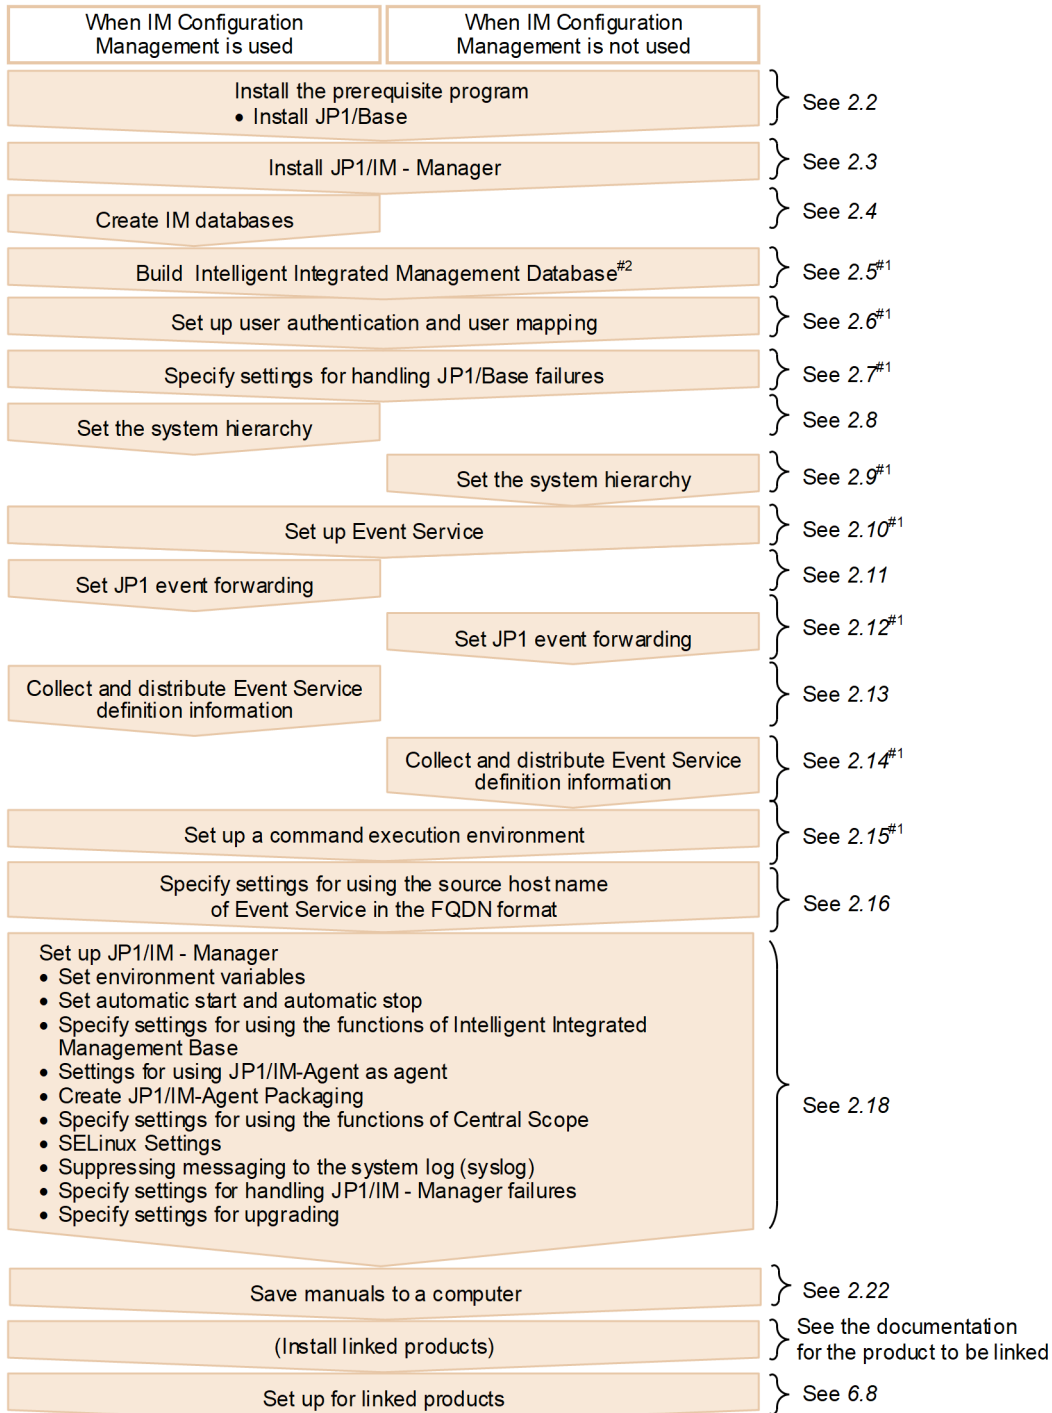 When IM Configuration
Management is used
When IM Configuration
Management is not used
Install the prerequisite program
• Install JP1/Base
See 2.2
Install JP1/IM - Manager
See 2.3
Create IM databases
See 2.4
Build  Intelligent Integrated Management Database#2
See 2.5#1
Set up user authentication and user mapping
See 2.6#1
Specify settings for handling JP1/Base failures
See 2.7#1
Set the system hierarchy
See 2.8
Set the system hierarchy
See 2.9#1
Set up Event Service
See 2.10#1
Set JP1 event forwarding
See 2.11
Set JP1 event forwarding
See 2.12#1
Collect and distribute Event Service
definition information
See 2.13
Collect and distribute Event Service
definition information
See 2.14#1
Set up a command execution environment
See 2.15#1
Specify settings for using the source host name
of Event Service in the FQDN format
See 2.16
Set up JP1/IM - Manager
• Set environment variables
• Set automatic start and automatic stop
• Specify settings for using the functions of Intelligent Integrated
Management Base
• Settings for using JP1/IM-Agent as agent
• Create JP1/IM-Agent Packaging
• Specify settings for using the functions of Central Scope
• SELinux Settings
• Suppressing messaging to the system log (syslog)
• Specify settings for handling JP1/IM - Manager failures
• Specify settings for upgrading
See 2.18
Save manuals to a computer
See 2.22
(Install linked products)
See the documentation
for the product to be linked
Set up for linked products
See 6.8